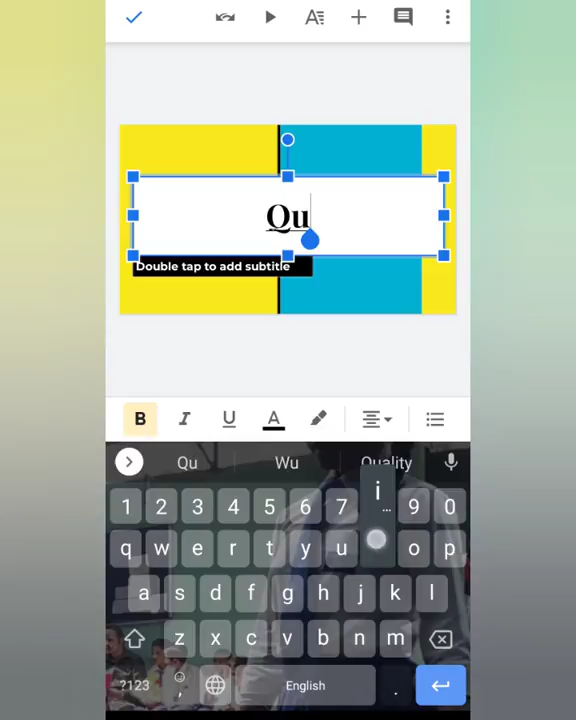 Qu
Double tap to add subtitle
B I U A
Qu Wu Quality
i
...
1 2 3 4 5 6 7 9 0
q w e r t y u o p
a s d f g h j k l
z x c v b n m
?123 , English .